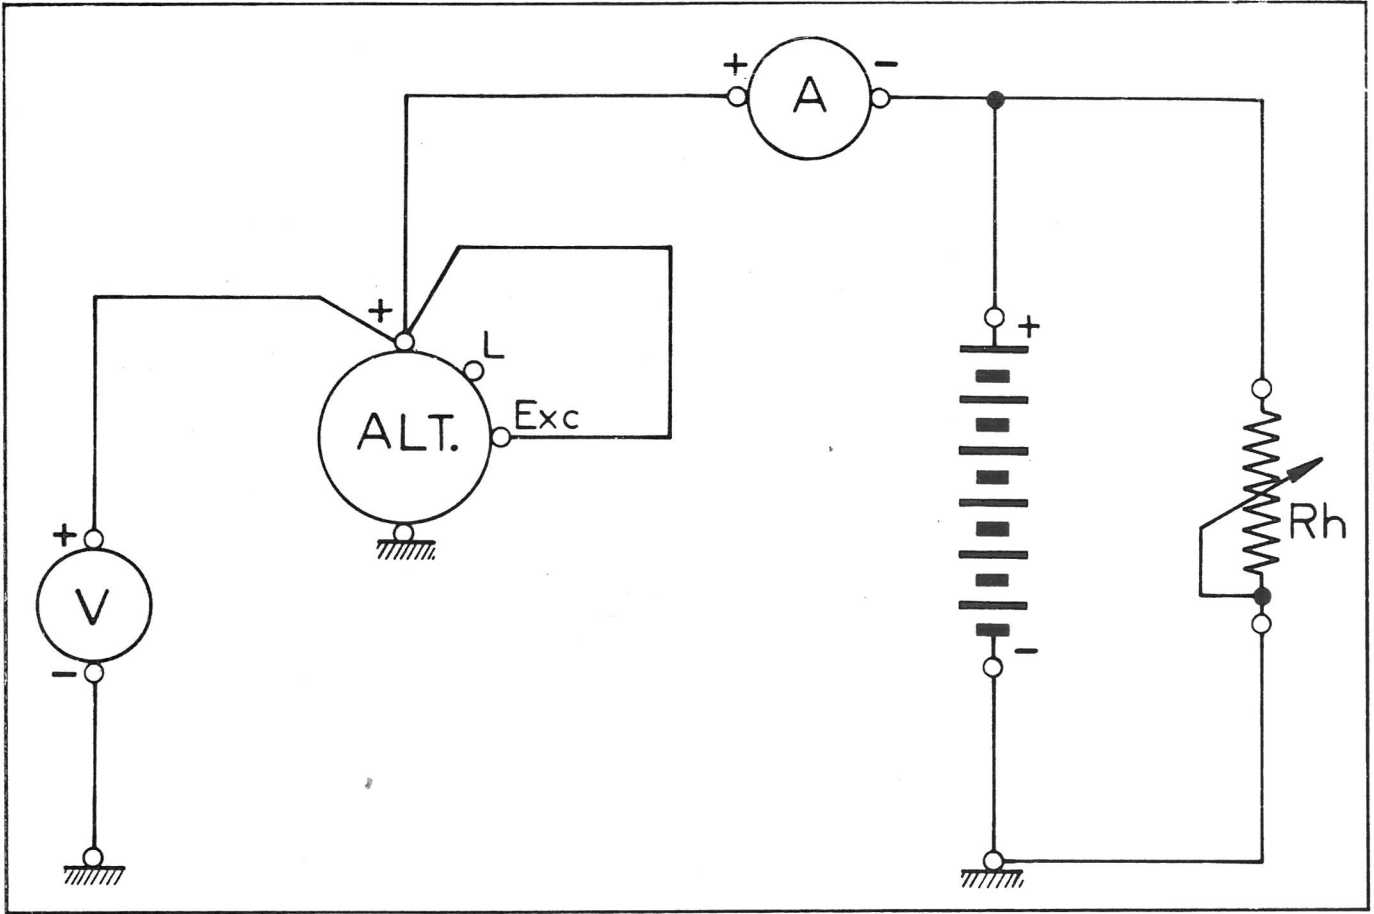 + A -
+ L
ALT. Exc
+
-
+ V -
Rh